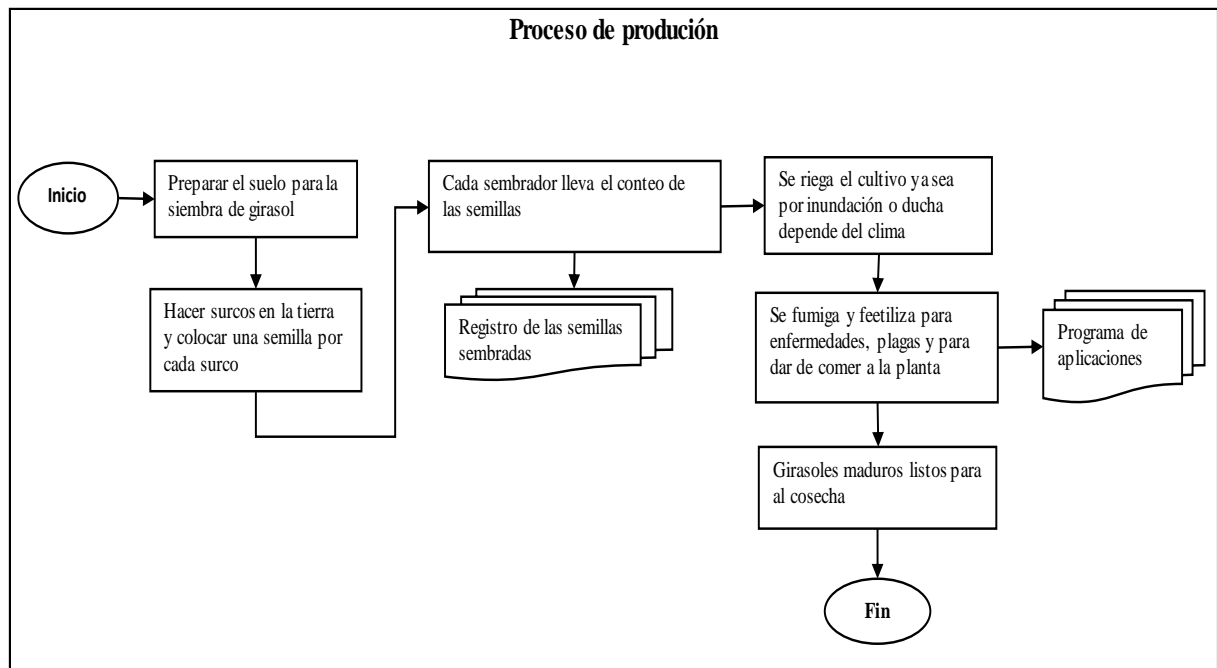 Proceso de produción
Inicio
Preparar el suelo para la
siembra de girasol
Hacer surcos en la tierra
y colocar una semilla por
cada surco
Cada sembrador lleva el conteo de
las semillas
Registro de las semillas
sembradas
Se riega el cultivo ya sea
por inundación o ducha
depende del clima
Se fumiga y feetiliza para
enfermedades, plagas y para
dar de comer a la planta
Programa de
aplicaciones
Girasoles maduros listos para
al cosecha
Fin